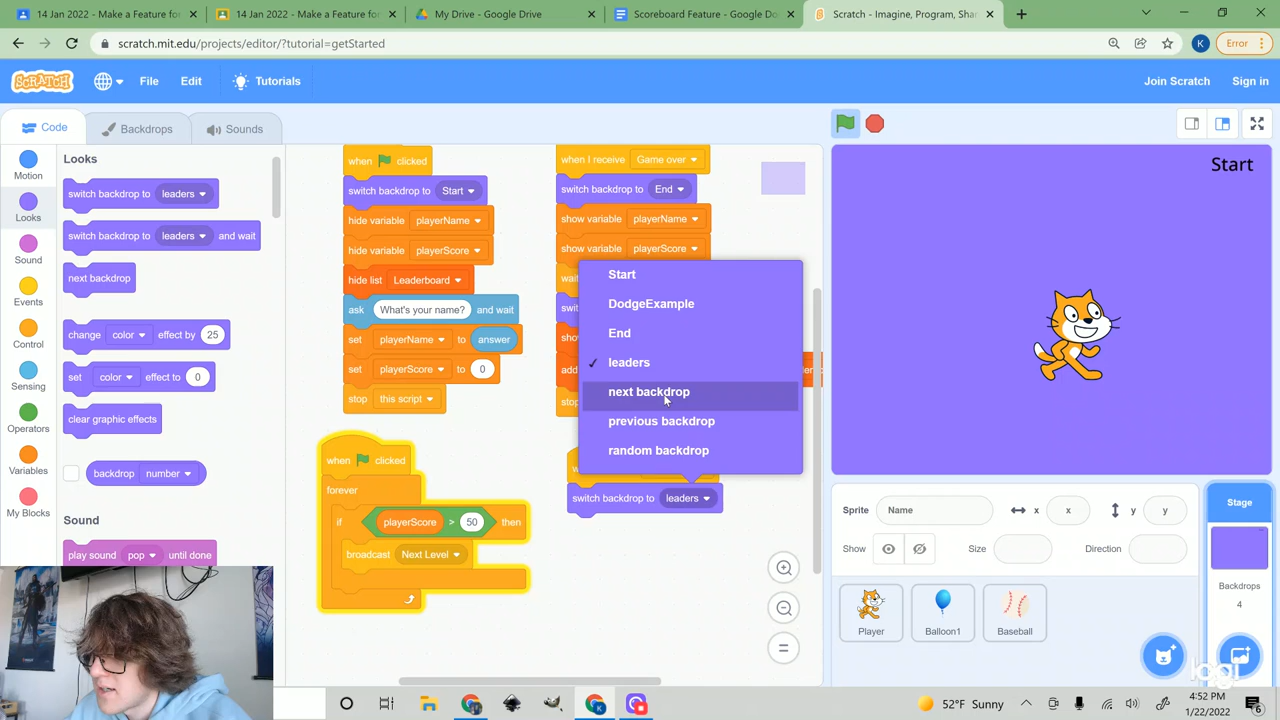 14 Jan 2022 - Make a Feature for
14 Jan 2022 - Make a Feature for
My Drive - Google Drive
Scoreboard Feature - Google Do
Scratch - Imagine, Program, Shar
scratch.mit.edu/projects/editor/?tutorial=getStarted
K
Error
SCRATCH
File
Edit
Tutorials
Join Scratch
Sign in
Code
Backdrops
Sounds
Motion
Looks
Sound
Events
Control
Sensing
Operators
Variables
My Blocks
Looks
switch backdrop to leaders
switch backdrop to leaders and wait
next backdrop
change color effect by 25
set color effect to 0
clear graphic effects
backdrop number
Sound
play sound pop until done
when clicked
switch backdrop to Start
hide variable playerName
hide variable playerScore
hide list Leaderboard
ask What's your name? and wait
set playerName to answer
set playerScore to 0
stop this script
when clicked
forever
if playerScore > 50 then
broadcast Next Level
when I receive Game over
switch backdrop to End
show variable playerName
show variable playerScore
Start
DodgeExample
End
leaders
next backdrop
previous backdrop
random backdrop
switch backdrop to leaders
Start
Sprite
Name
x
x
y
y
Show
Size
Direction
Player
Balloon1
Baseball
Stage
Backdrops
4
logi
52°F Sunny
4:52 PM
1/22/2022
6